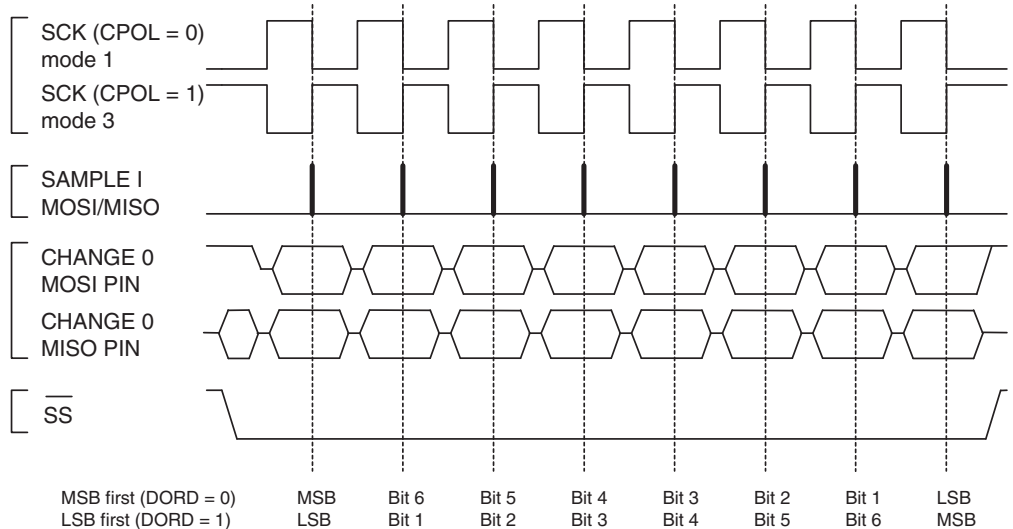 SCK (CPOL = 0)
mode 1
SCK (CPOL = 1)
mode 3
SAMPLE I
MOSI/MISO
CHANGE 0
MOSI PIN
CHANGE 0
MISO PIN
SS
MSB first (DORD = 0) MSB Bit 6 Bit 5 Bit 4 Bit 3 Bit 2 Bit 1 LSB
LSB first (DORD = 1) LSB Bit 1 Bit 2 Bit 3 Bit 4 Bit 5 Bit 6 MSB